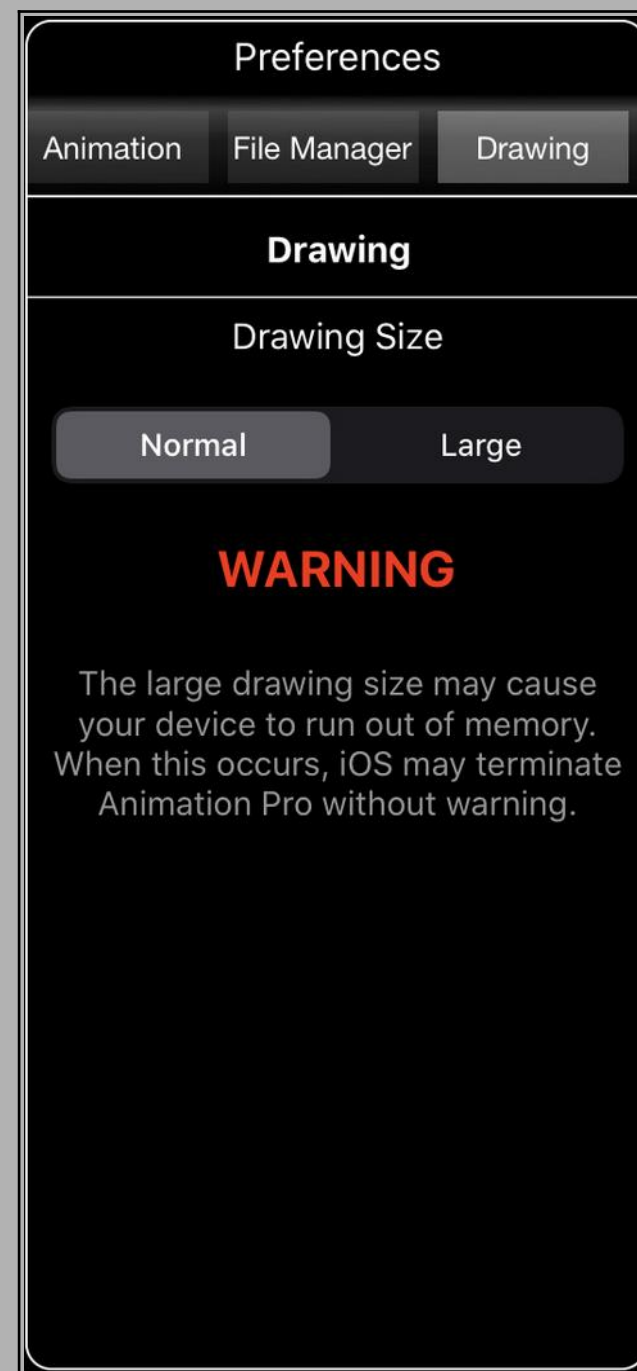 Preferences
Animation File Manager Drawing
Drawing
Drawing Size
Normal Large
WARNING
The large drawing size may cause
your device to run out of memory.
When this occurs, iOS may terminate
Animation Pro without warning.